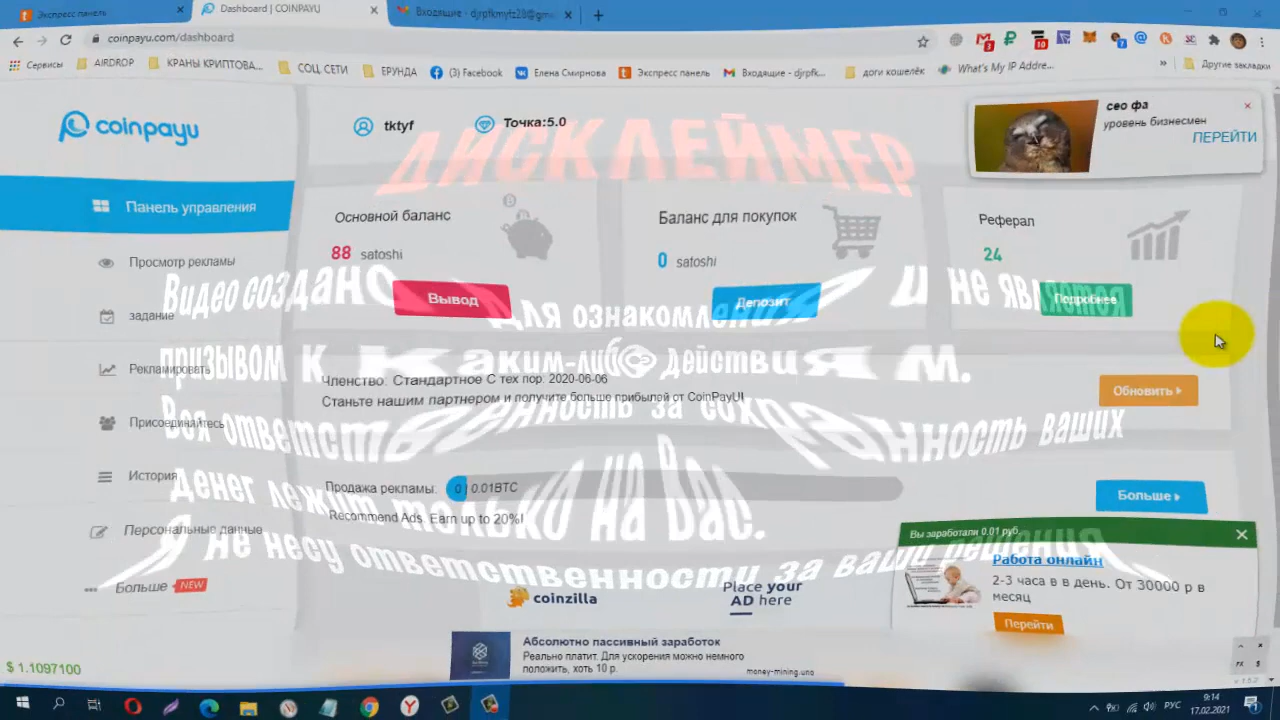 Экспресс панель
Dashboard | COINPAYU
Входящие - djrpfkmyfz28@gma
coinpayu.com/dashboard
Сервисы
AIRDROP
КРАНЫ КРИПТОВА...
СОЦ СЕТИ
ЕРУНДА
(3) Facebook
Елена Смирнова
Экспресс панель
Входящие - djrpfk...
доги кошелёк
What's My IP Addre...
»
Другие закладки
coinpayu
tktyf
Точка:5.0
ДИСКЛЕЙМЕР
сео фа
уровень бизнесмен
ПЕРЕЙТИ
Панель управления
Основной баланс
88 satoshi
Вывод
Баланс для покупок
0 satoshi
Депозит
Реферал
24
Подробнее
Просмотр рекламы
задание
Рекламировать
Присоединяйтесь
История
Персональные данные
Больше NEW
Видео создано для ознакомления и не является
призывом к каким-либо действиям.
Вся ответственность за сохранность ваших
денег лежит только на Вас.
Я не несу ответственности за ваши решения
Членство: Стандартное С тех пор: 2020-06-06
Станьте нашим партнером и получите больше прибылей от CoinPayU!
Обновить
Продажа рекламы:
0 | 0.01BTC
Recommend Ads. Earn up to 20%!
Больше
Вы заработали 0.01 руб.
Работа онлайн
2-3 часа в в день. От 30000 р в
месяц
Перейти
coinzilla
Place your
AD here
Абсолютно пассивный заработок
Реально платит. Для ускорения можно немного
положить, хоть 10 р.
money-mining.uno
$ 1.1097100
v 1.5.2
РУС
9:14
17.02.2021